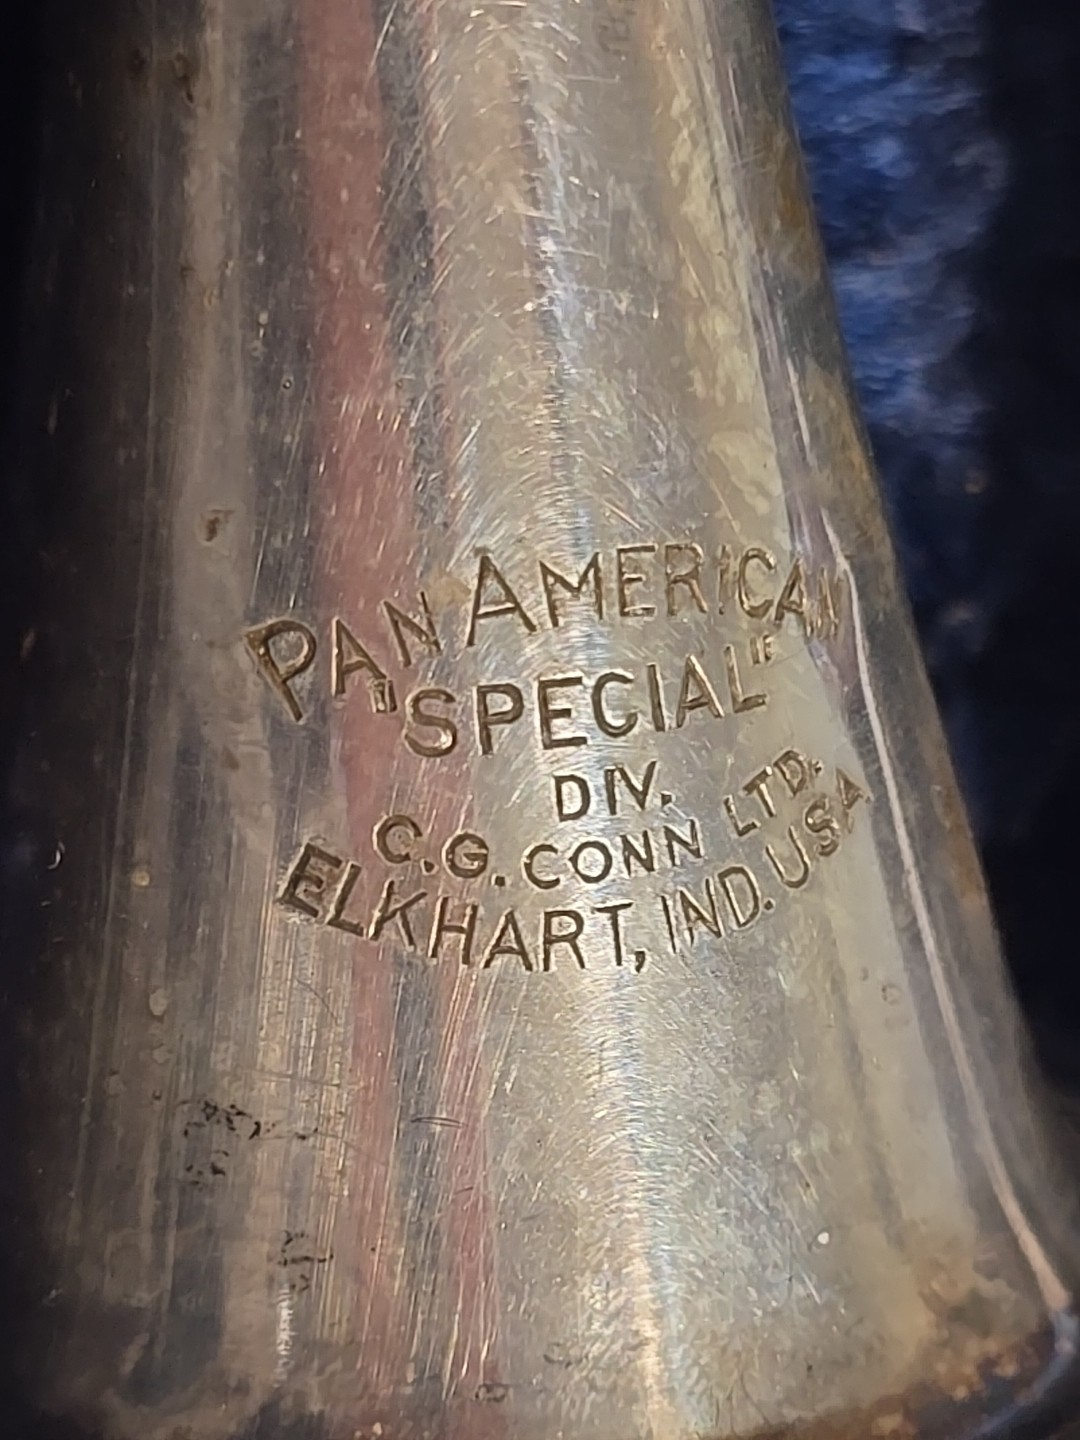 PAN AMERICAN
"SPECIAL"
DIV.
C.G. CONN LTD.
ELKHART, IND. USA